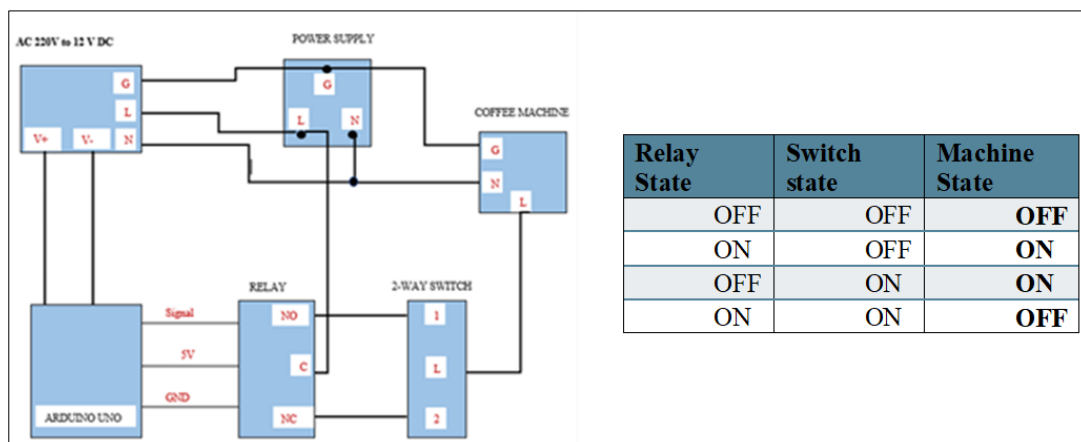 AC 220V to 12 V DC
POWER SUPPLY
G
L
N
V+ V-
G
L N
COFFEE MACHINE
G
N
L
RELAY
2-WAY SWITCH
Signal
5V
GND
ARDUINO UNO
NO
C
NC
1
L
2
Relay State Switch state Machine State
OFF OFF OFF
ON OFF ON
OFF ON ON
ON ON OFF